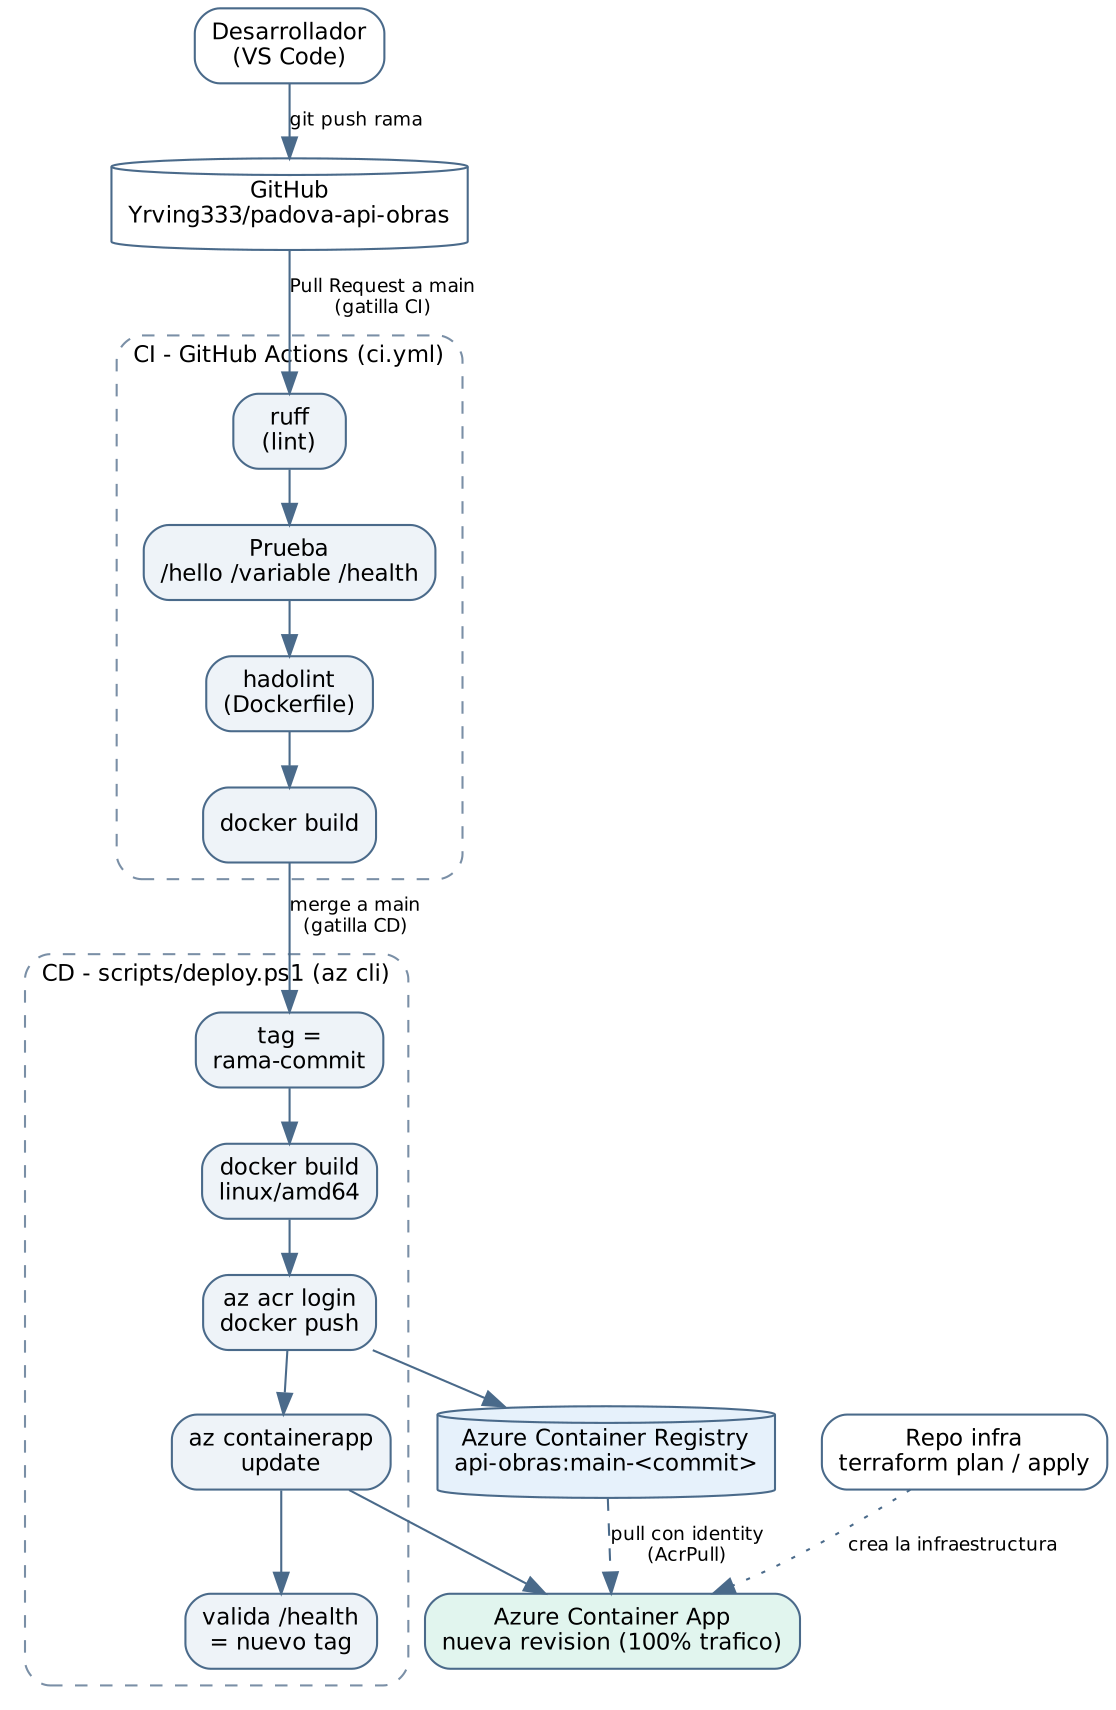 Desarrollador
(VS Code)
git push rama
GitHub
Yrving333/padova-api-obras
Pull Request a main
(gatilla CI)
CI - GitHub Actions (ci.yml)
ruff
(lint)
Prueba
/hello /variable /health
hadolint
(Dockerfile)
docker build
merge a main
(gatilla CD)
CD - scripts/deploy.ps1 (az cli)
tag =
rama-commit
docker build
linux/amd64
az acr login
docker push
az containerapp
update
Azure Container Registry
api-obras:main-<commit>
Repo infra
terraform plan / apply
pull con identity
(AcrPull)
crea la infraestructura
valida /health
= nuevo tag
Azure Container App
nueva revision (100% trafico)